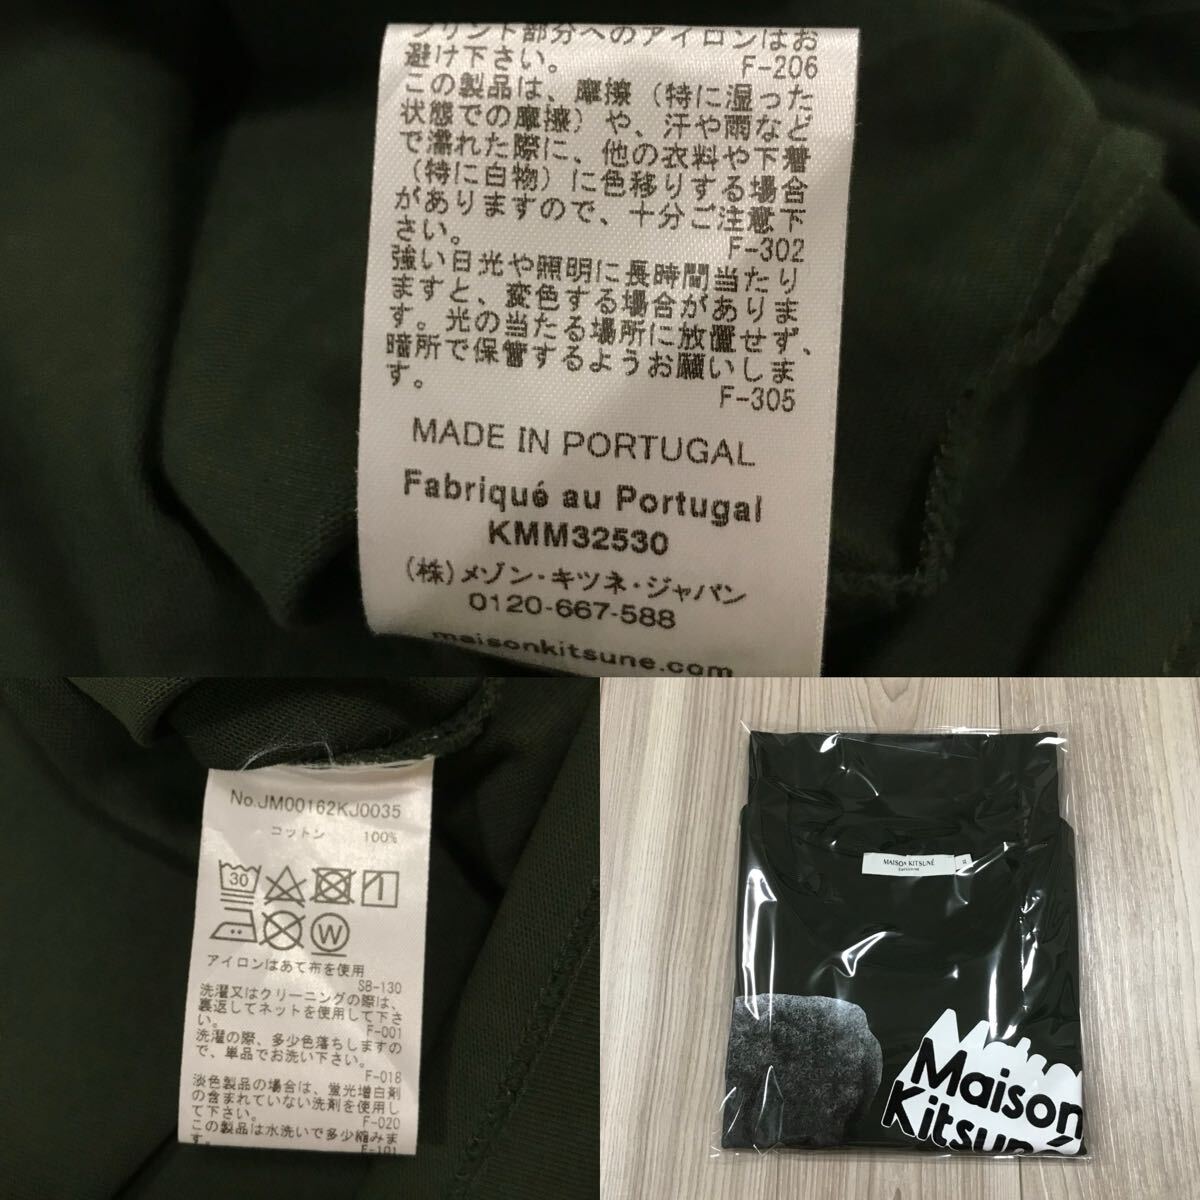 プリント部分へのアイロンはお
避け下さい。
F-206
この製品は、摩擦（特に湿った
状態での摩擦）や、汗や雨など
で濡れた際に、他の衣料や下着
（特に白物）に色移りする場合
がありますので、十分ご注意下
さい。
F-302
強い日光や照明に長時間当たり
ますと、変色する場合がありま
す。光の当たる場所に放置せず、
暗所で保管するようお願いしま
す。
F-305
MADE IN PORTUGAL
Fabriqué au Portugal
KMM32530
(株)メゾン・キツネ・ジャパン
0120-667-588
maisonkitsune.com
No.JM00162KJ0035
コットン 100%
30
W
アイロンはあて布を使用
SB-130
洗濯又はクリーニングの際は、
裏返してネットを使用して下さ
い。
F-001
洗濯の際、多少色落ちしますの
で、単品でお洗い下さい。
F-018
淡色製品の場合は、蛍光増白剤
の含まれていない洗剤を使用し
て下さい。
F-020
この製品は水洗いで多少縮みま
す。
F-101
MAISON KITSUNÉ
Maison
Kitsuné